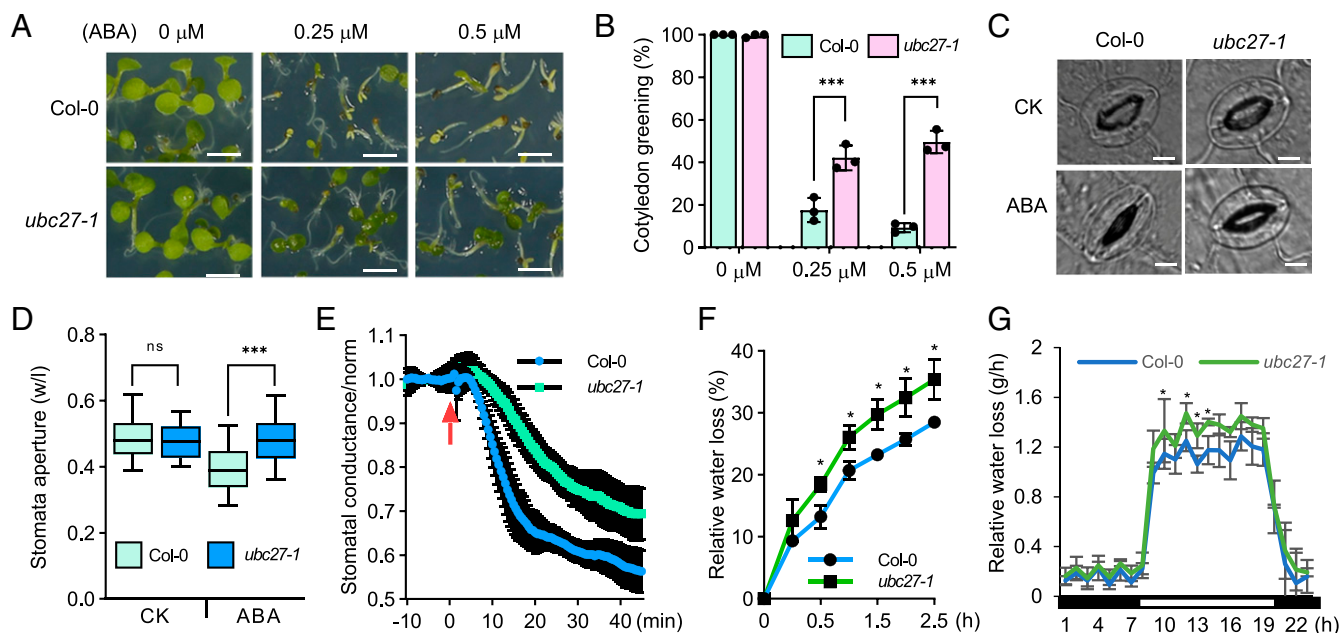 A
(ABA) 0 μM 0.25 μM 0.5 μM
Col-0
ubc27-1
B
Cotyledon greening (%)
100
80
60
40
20
0
Col-0 ubc27-1
*** ***
0 μM 0.25 μM 0.5 μM
C
Col-0 ubc27-1
CK
ABA
D
Stomata aperture (w/l)
0.8
0.6
0.4
0.2
0.0
ns ***
Col-0 ubc27-1
CK ABA
E
Stomatal conductance/norm
1.1
1.0
0.9
0.8
0.7
0.6
0.5
Col-0
ubc27-1
-10 0 10 20 30 40 (min)
F
Relative water loss (%)
40
30
20
10
0
* * * * *
Col-0
ubc27-1
0 0.5 1.0 1.5 2.0 2.5 (h)
G
Relative water loss (g/h)
2
1.6
1.2
0.8
0.4
0
Col-0 ubc27-1
* * * *
1 4 7 10 13 16 19 22 (h)